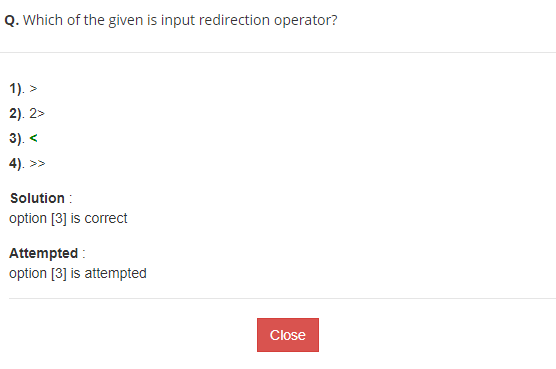 Q. Which of the given is input redirection operator?
1). >
2). 2>
3). <
4). >>
Solution :
option [3] is correct
Attempted :
option [3] is attempted
Close